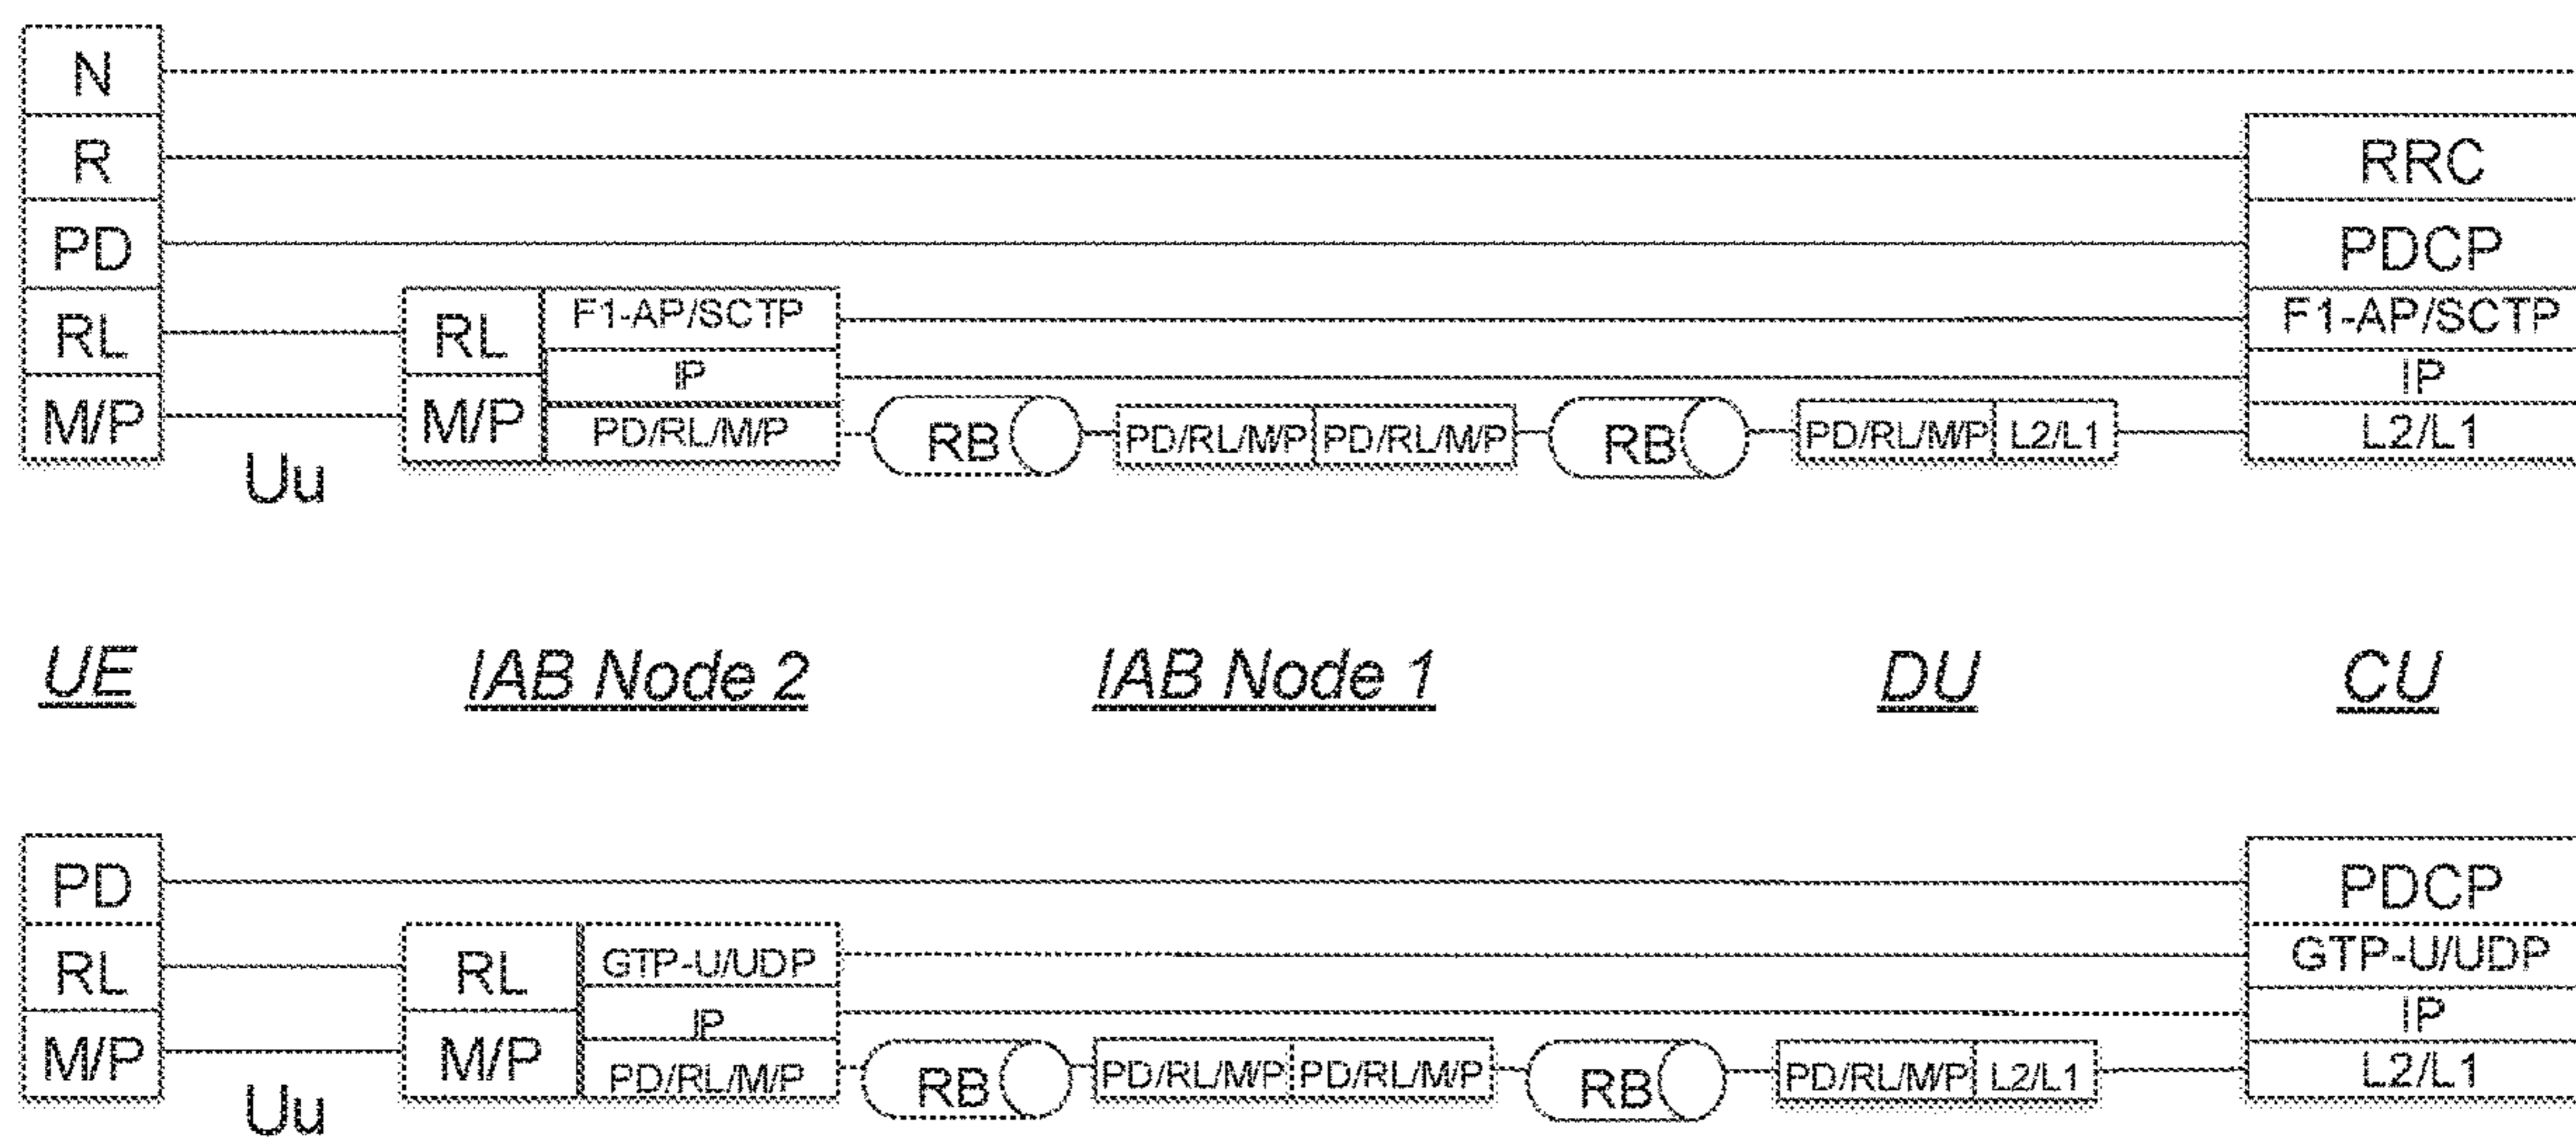 N
R RRC
PD PDCP
RL RL F1-AP/SCTP F1-AP/SCTP
IP IP
M/P M/P PD/RL/M/P RB PD/RL/M/P PD/RL/M/P RB PD/RL/M/P L2/L1 L2/L1
Uu
UE IAB Node 2 IAB Node 1 DU CU
PD PDCP
RL RL GTP-U/UDP GTP-U/UDP
IP IP
M/P M/P PD/RL/M/P RB PD/RL/M/P PD/RL/M/P RB PD/RL/M/P L2/L1 L2/L1
Uu